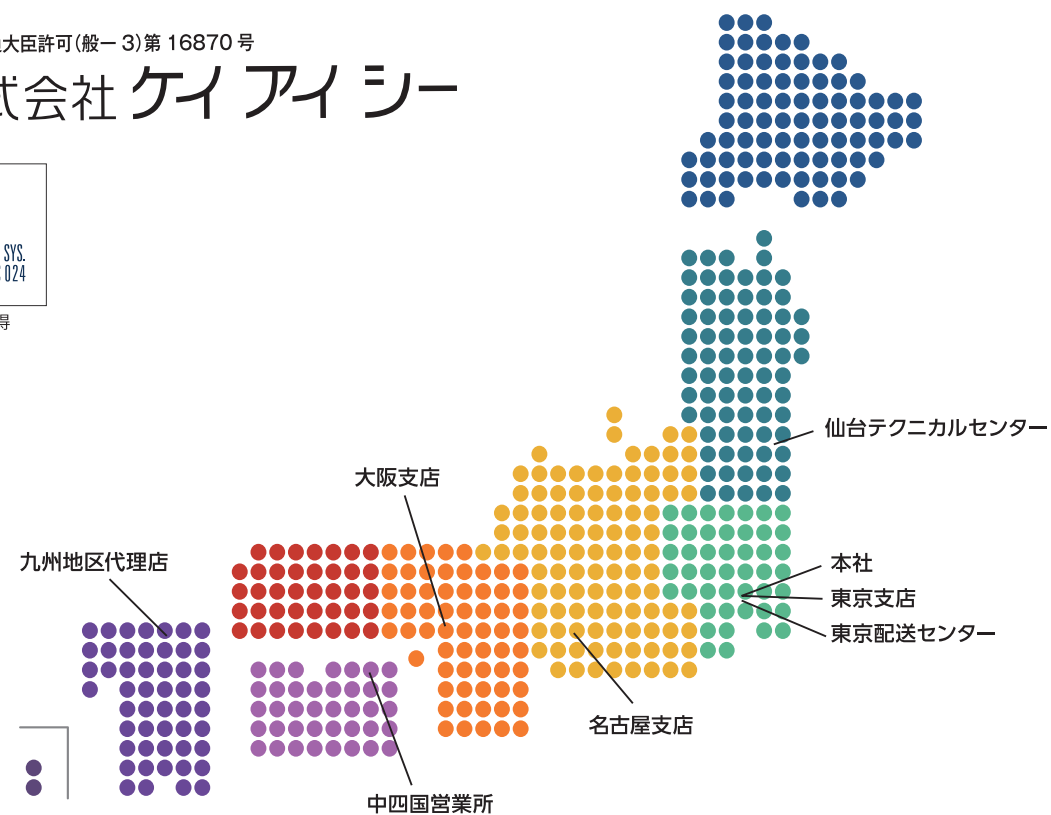 大臣許可(般ー3)第16870号
式会社 ケイアイシー
SYS.
024
得
仙台テクニカルセンター
大阪支店
九州地区代理店
本社
東京支店
東京配送センター
名古屋支店
中四国営業所